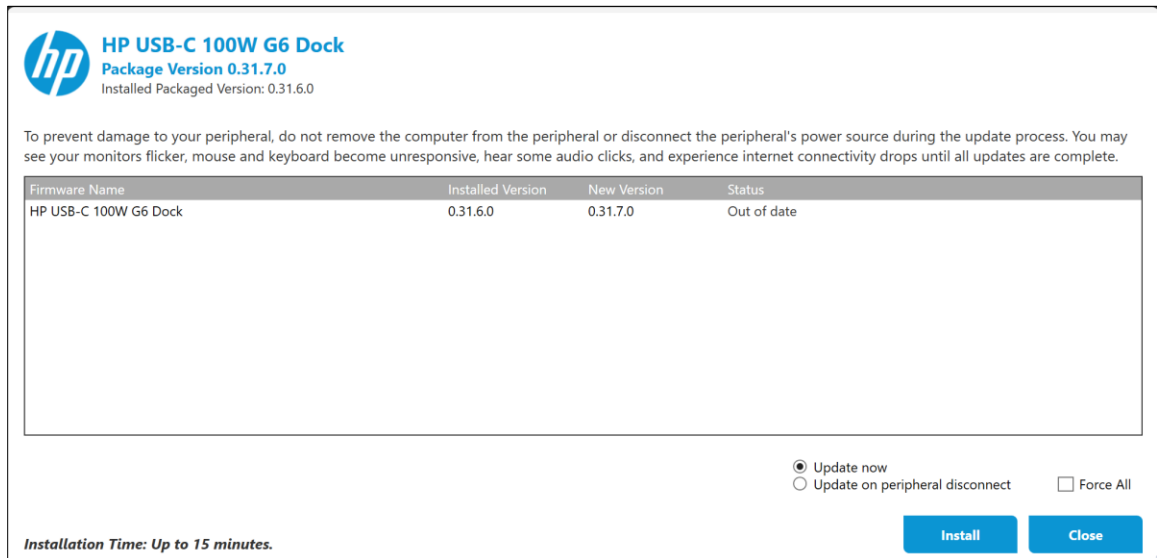 hp
HP USB-C 100W G6 Dock
Package Version 0.31.7.0
Installed Packaged Version: 0.31.6.0
To prevent damage to your peripheral, do not remove the computer from the peripheral or disconnect the peripheral's power source during the update process. You may
see your monitors flicker, mouse and keyboard become unresponsive, hear some audio clicks, and experience internet connectivity drops until all updates are complete.
Firmware Name Installed Version New Version Status
HP USB-C 100W G6 Dock 0.31.6.0 0.31.7.0 Out of date
Update now
Update on peripheral disconnect Force All
Installation Time: Up to 15 minutes. Install Close